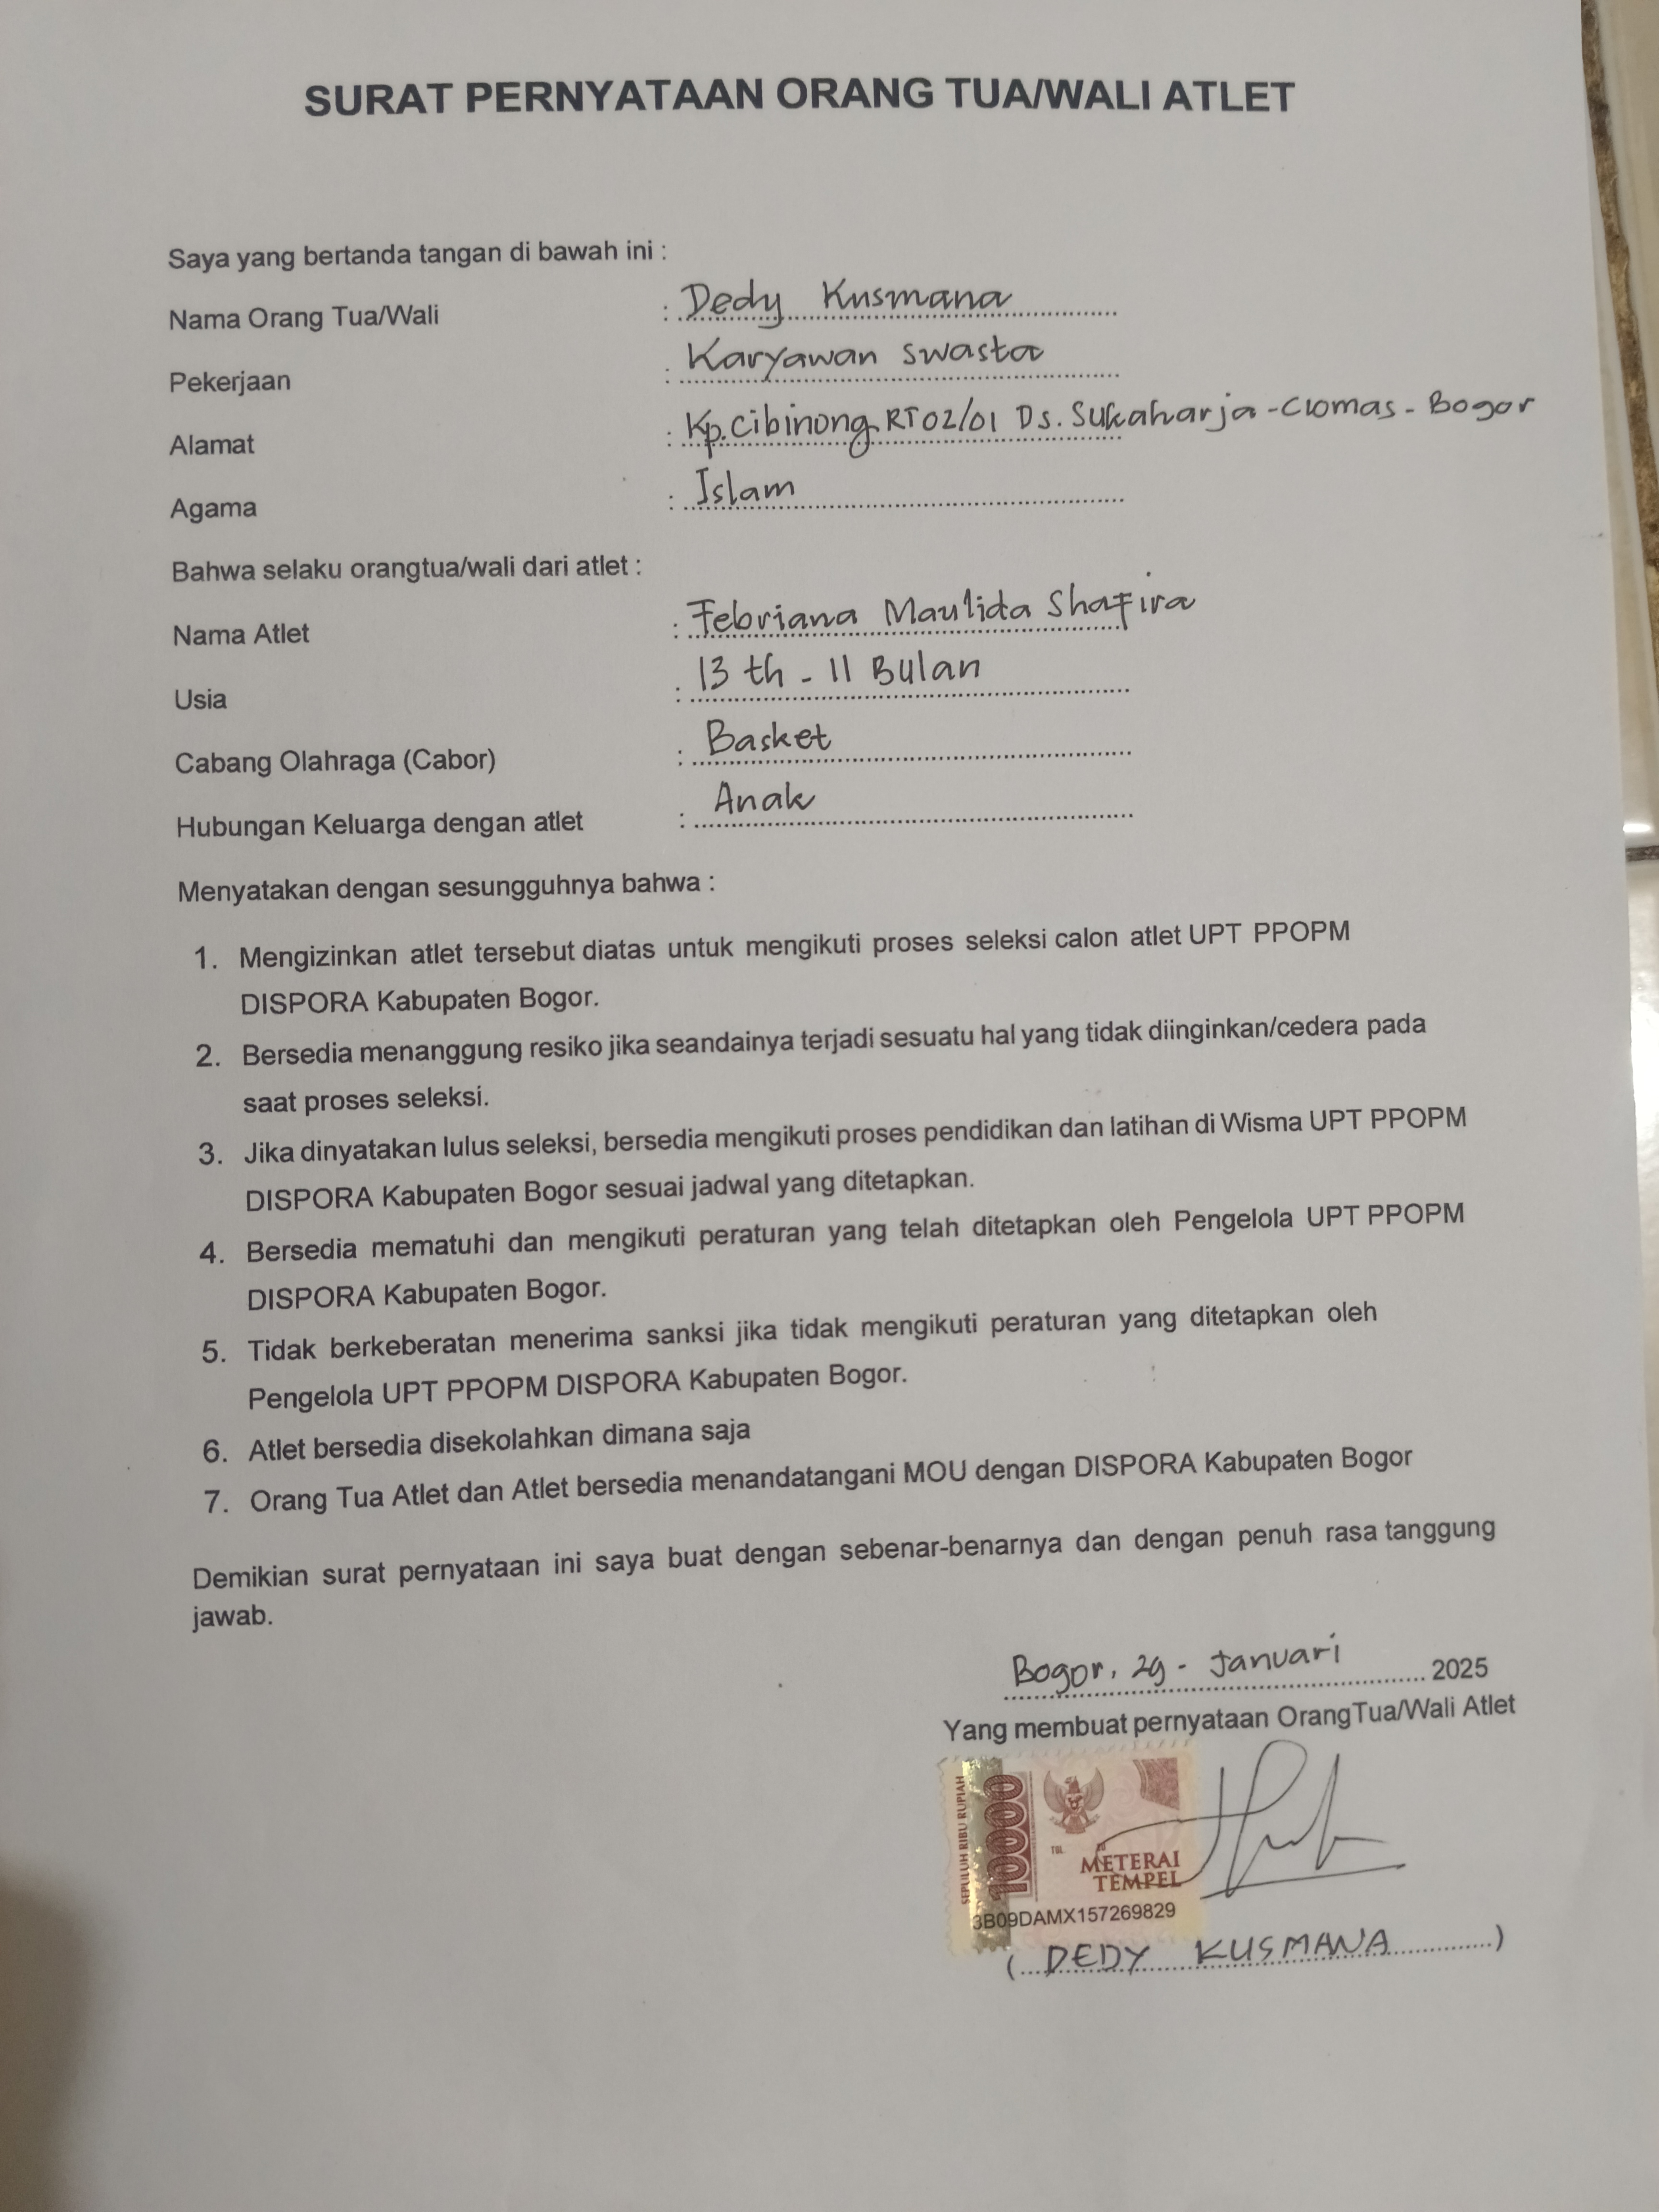 SURAT PERNYATAAN ORANG TUA/WALI ATLET
Saya yang bertanda tangan di bawah ini :
Nama Orang Tua/Wali : Dedy Kusmana
Pekerjaan : Karyawan swasta
Alamat : Kp.Cibinong RT02/01 Ds. Sukaharja-Ciomas-Bogor
Agama : Islam
Bahwa selaku orangtua/wali dari atlet :
Nama Atlet : Febriana Maulida Shafira
Usia : 13 th - 11 Bulan
Cabang Olahraga (Cabor) : Basket
Hubungan Keluarga dengan atlet : Anak
Menyatakan dengan sesungguhnya bahwa :
1. Mengizinkan atlet tersebut diatas untuk mengikuti proses seleksi calon atlet UPT PPOPM
DISPORA Kabupaten Bogor.
2. Bersedia menanggung resiko jika seandainya terjadi sesuatu hal yang tidak diinginkan/cedera pada
saat proses seleksi.
3. Jika dinyatakan lulus seleksi, bersedia mengikuti proses pendidikan dan latihan di Wisma UPT PPOPM
DISPORA Kabupaten Bogor sesuai jadwal yang ditetapkan.
4. Bersedia mematuhi dan mengikuti peraturan yang telah ditetapkan oleh Pengelola UPT PPOPM
DISPORA Kabupaten Bogor.
5. Tidak berkeberatan menerima sanksi jika tidak mengikuti peraturan yang ditetapkan oleh
Pengelola UPT PPOPM DISPORA Kabupaten Bogor.
6. Atlet bersedia disekolahkan dimana saja
7. Orang Tua Atlet dan Atlet bersedia menandatangani MOU dengan DISPORA Kabupaten Bogor
Demikian surat pernyataan ini saya buat dengan sebenar-benarnya dan dengan penuh rasa tanggung
jawab.
Bogor, 29 - Januari 2025
Yang membuat pernyataan OrangTua/Wali Atlet
SEPULUH RIBU RUPIAH
10000
TGL.
METERAI
TEMPEL
3B09DAMX157269829
( DEDY KUSMANA )